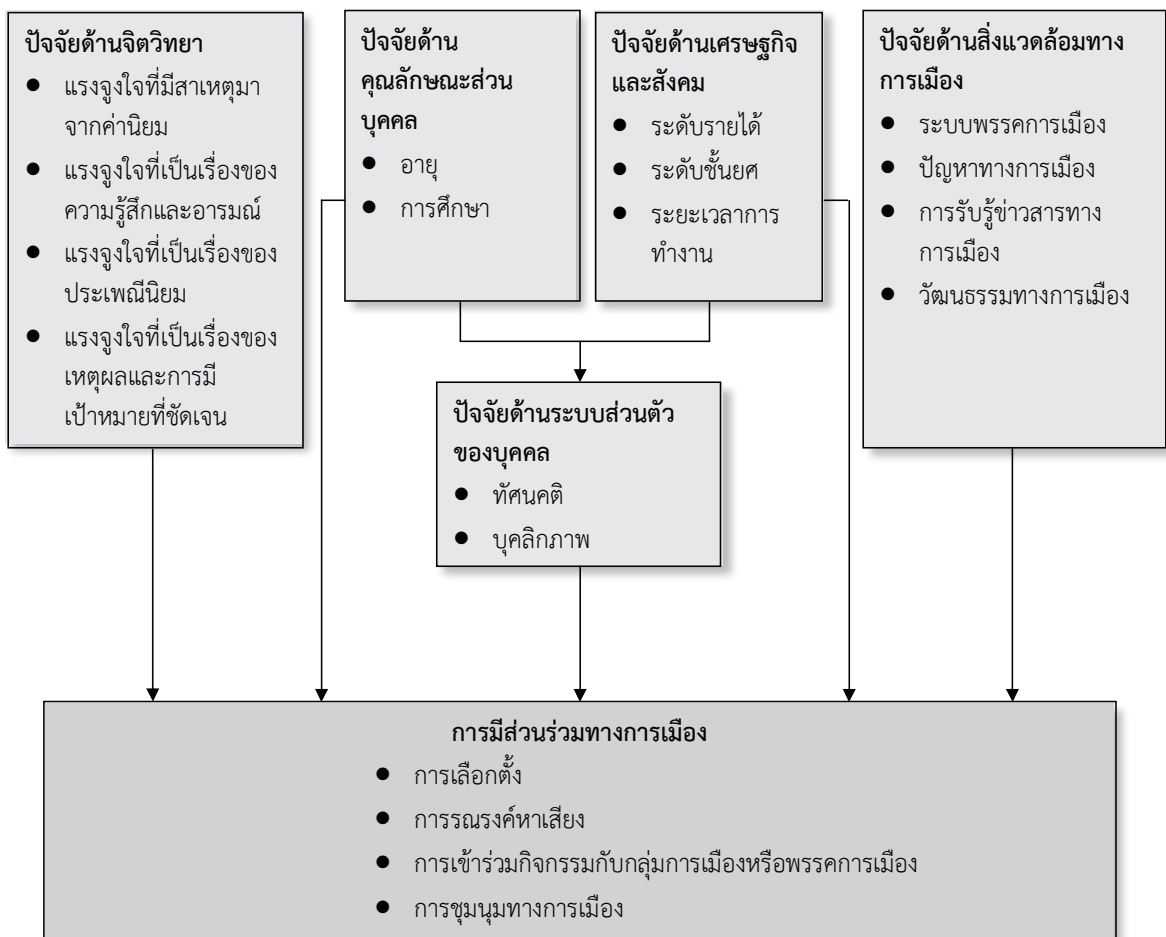 ปัจจัยด้านจิตวิทยา
● แรงจูงใจที่มีสาเหตุมา
จากค่านิยม
● แรงจูงใจที่เป็นเรื่องของ
ความรู้สึกและอารมณ์
● แรงจูงใจที่เป็นเรื่องของ
ประเพณีนิยม
● แรงจูงใจที่เป็นเรื่องของ
เหตุผลและการมี
เป้าหมายที่ชัดเจน
ปัจจัยด้าน
คุณลักษณะส่วน
บุคคล
● อายุ
● การศึกษา
ปัจจัยด้านเศรษฐกิจ
และสังคม
● ระดับรายได้
● ระดับชั้นยศ
● ระยะเวลาการ
ทำงาน
ปัจจัยด้านสิ่งแวดล้อมทาง
การเมือง
● ระบบพรรคการเมือง
● ปัญหาทางการเมือง
● การรับรู้ข่าวสารทาง
การเมือง
● วัฒนธรรมทางการเมือง
ปัจจัยด้านระบบส่วนตัว
ของบุคคล
● ทัศนคติ
● บุคลิกภาพ
การมีส่วนร่วมทางการเมือง
● การเลือกตั้ง
● การรณรงค์หาเสียง
● การเข้าร่วมกิจกรรมกับกลุ่มการเมืองหรือพรรคการเมือง
● การชุมนุมทางการเมือง